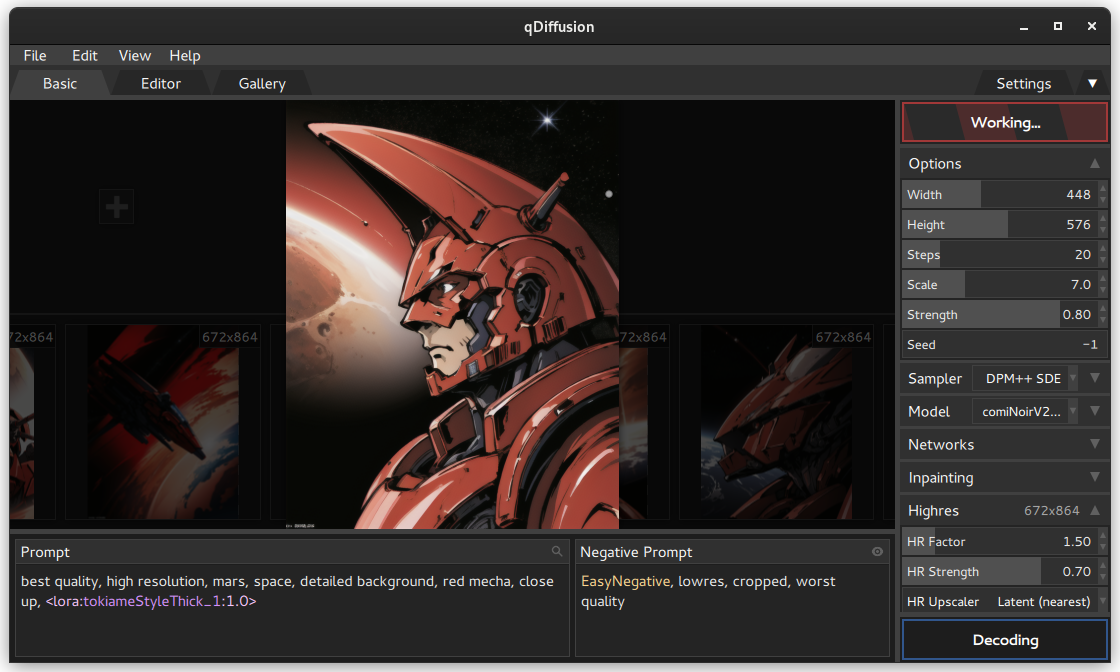 qDiffusion
File Edit View Help
Basic Editor Gallery Settings
Working...
Options
Width 448
Height 576
Steps 20
Scale 7.0
Strength 0.80
Seed -1
Sampler DPM++ SDE
Model comiNoirV2...
Networks
Inpainting
Highres 672x864
HR Factor 1.50
HR Strength 0.70
HR Upscaler Latent (nearest)
Decoding
72x864
672x864
672x864
672x864
Prompt
best quality, high resolution, mars, space, detailed background, red mecha, close
up, <lora:tokiameStyleThick_1:1.0>
Negative Prompt
EasyNegative, lowres, cropped, worst
quality